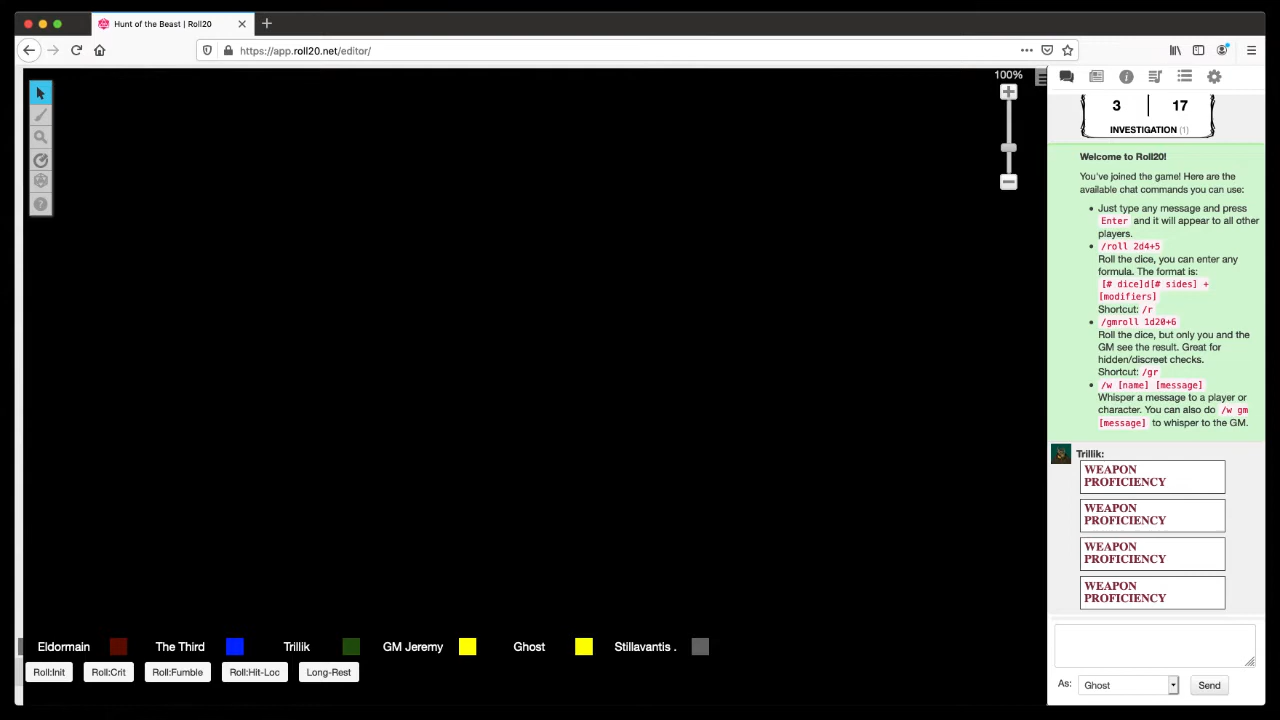 Hunt of the Beast | Roll20
https://app.roll20.net/editor/
100%
3 17
INVESTIGATION (1)
Welcome to Roll20!
You've joined the game! Here are the
available chat commands you can use:
Just type any message and press
Enter and it will appear to all other
players.
/roll 2d4+5
Roll the dice, you can enter any
formula. The format is:
[# dice]d[# sides] +
[modifiers]
Shortcut: /r
/gmroll 1d20+6
Roll the dice, but only you and the
GM see the result. Great for
hidden/discreet checks.
Shortcut: /gr
/w [name] [message]
Whisper a message to a player or
character. You can also do /w gm
[message] to whisper to the GM.
Trillik:
WEAPON
PROFICIENCY
WEAPON
PROFICIENCY
WEAPON
PROFICIENCY
WEAPON
PROFICIENCY
Eldormain The Third Trillik GM Jeremy Ghost Stillavantis .
Roll:Init Roll:Crit Roll:Fumble Roll:Hit-Loc Long-Rest
As: Ghost Send